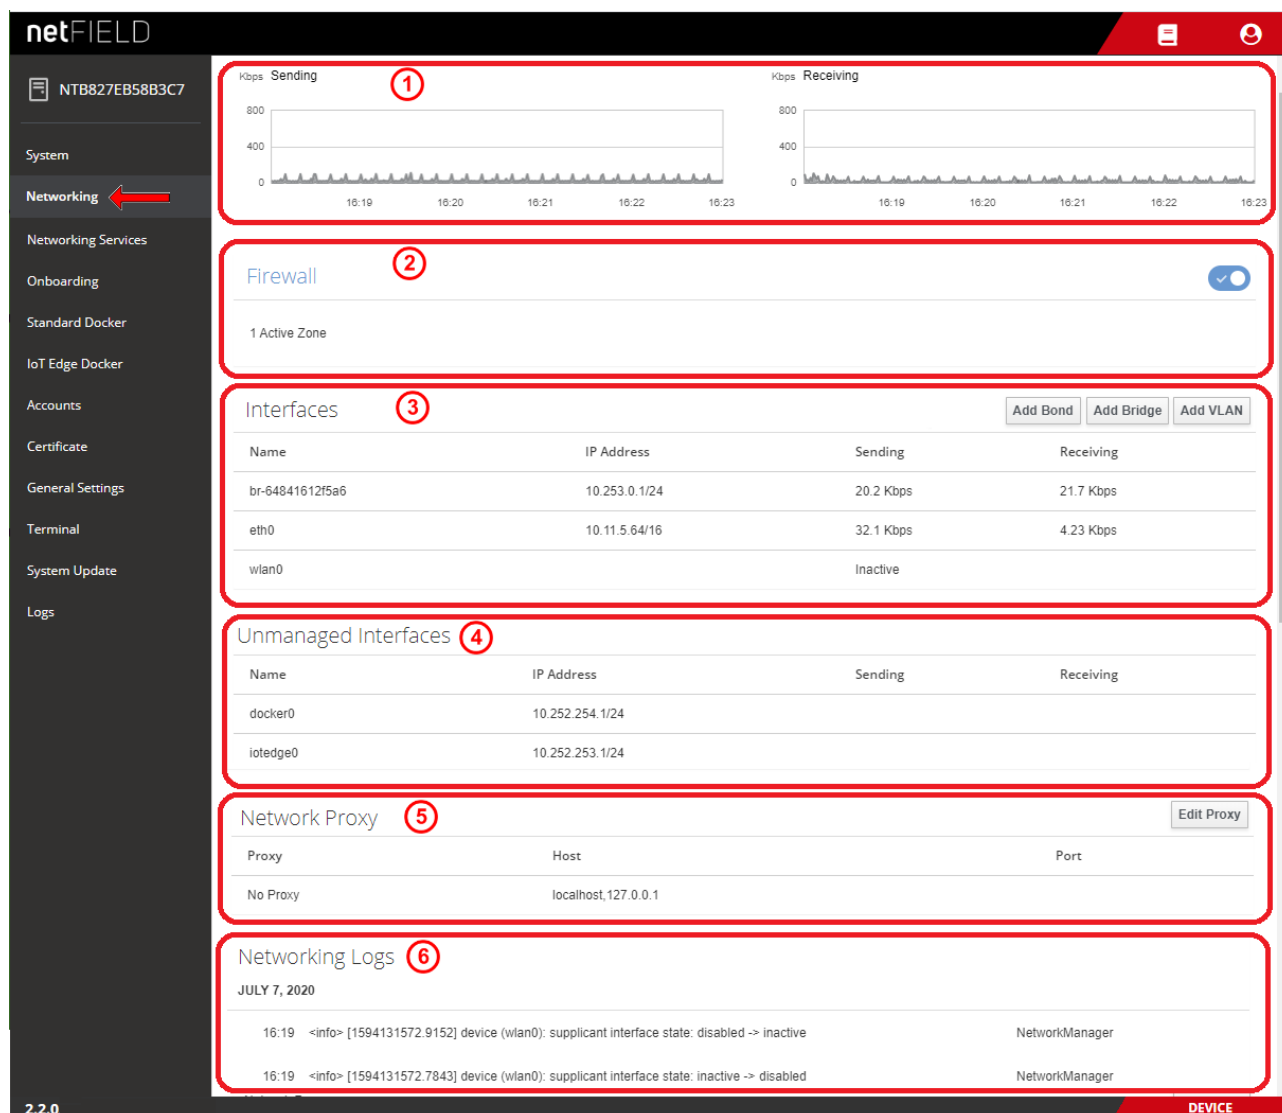 netFIELD
NTB827EB58B3C7
System
Networking
Networking Services
Onboarding
Standard Docker
IoT Edge Docker
Accounts
Certificate
General Settings
Terminal
System Update
Logs
2.2.0
Kbps Sending
1
800
400
0
16:19 16:20 16:21 16:22 16:23
Kbps Receiving
800
400
0
16:19 16:20 16:21 16:22 16:23
Firewall 2
1 Active Zone
Interfaces 3 Add Bond Add Bridge Add VLAN
Name IP Address Sending Receiving
br-64841612f5a6 10.253.0.1/24 20.2 Kbps 21.7 Kbps
eth0 10.11.5.64/16 32.1 Kbps 4.23 Kbps
wlan0 Inactive
Unmanaged Interfaces 4
Name IP Address Sending Receiving
docker0 10.252.254.1/24
iotedge0 10.252.253.1/24
Network Proxy 5 Edit Proxy
Proxy Host Port
No Proxy localhost,127.0.0.1
Networking Logs 6
JULY 7, 2020
16:19 <info> [1594131572.9152] device (wlan0): supplicant interface state: disabled -> inactive NetworkManager
16:19 <info> [1594131572.7843] device (wlan0): supplicant interface state: inactive -> disabled NetworkManager
DEVICE